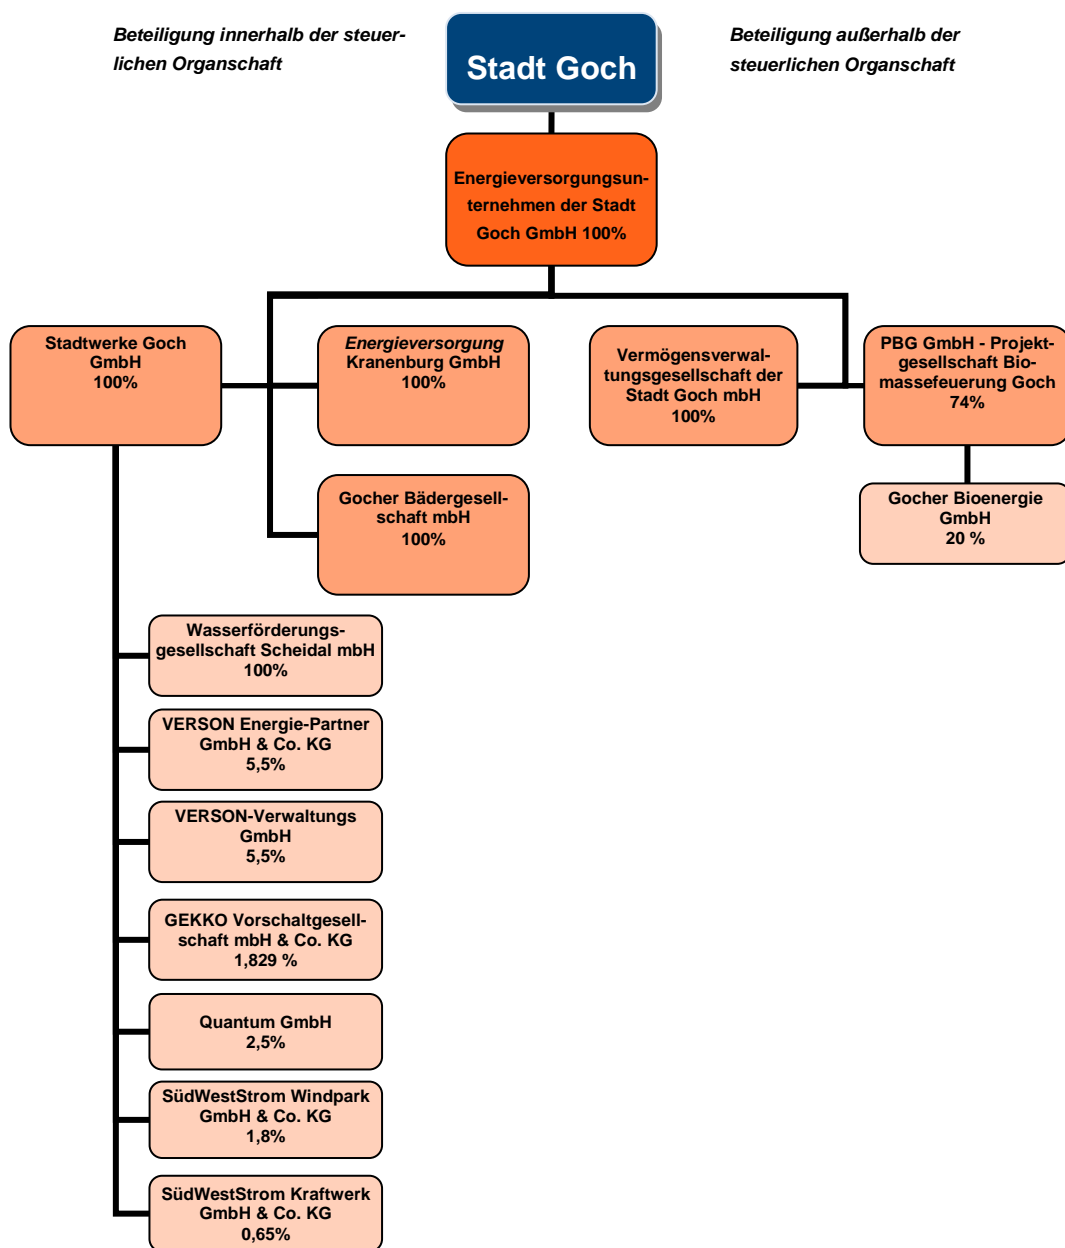 Beteiligung innerhalb der steuer-
lichen Organschaft
Stadt Goch
Beteiligung außerhalb der
steuerlichen Organschaft
Energieversorgungsun-
ternehmen der Stadt
Goch GmbH 100%
Stadtwerke Goch
GmbH
100%
Energieversorgung
Kranenburg GmbH
100%
Vermögensverwal-
tungsgesellschaft der
Stadt Goch mbH
100%
PBG GmbH - Projekt-
gesellschaft Bio-
massefeuerung Goch
74%
Gocher Bädergesell-
schaft mbH
100%
Gocher Bioenergie
GmbH
20 %
Wasserförderungs-
gesellschaft Scheidal mbH
100%
VERSON Energie-Partner
GmbH & Co. KG
5,5%
VERSON-Verwaltungs
GmbH
5,5%
GEKKO Vorschaltgesell-
schaft mbH & Co. KG
1,829 %
Quantum GmbH
2,5%
SüdWestStrom Windpark
GmbH & Co. KG
1,8%
SüdWestStrom Kraftwerk
GmbH & Co. KG
0,65%